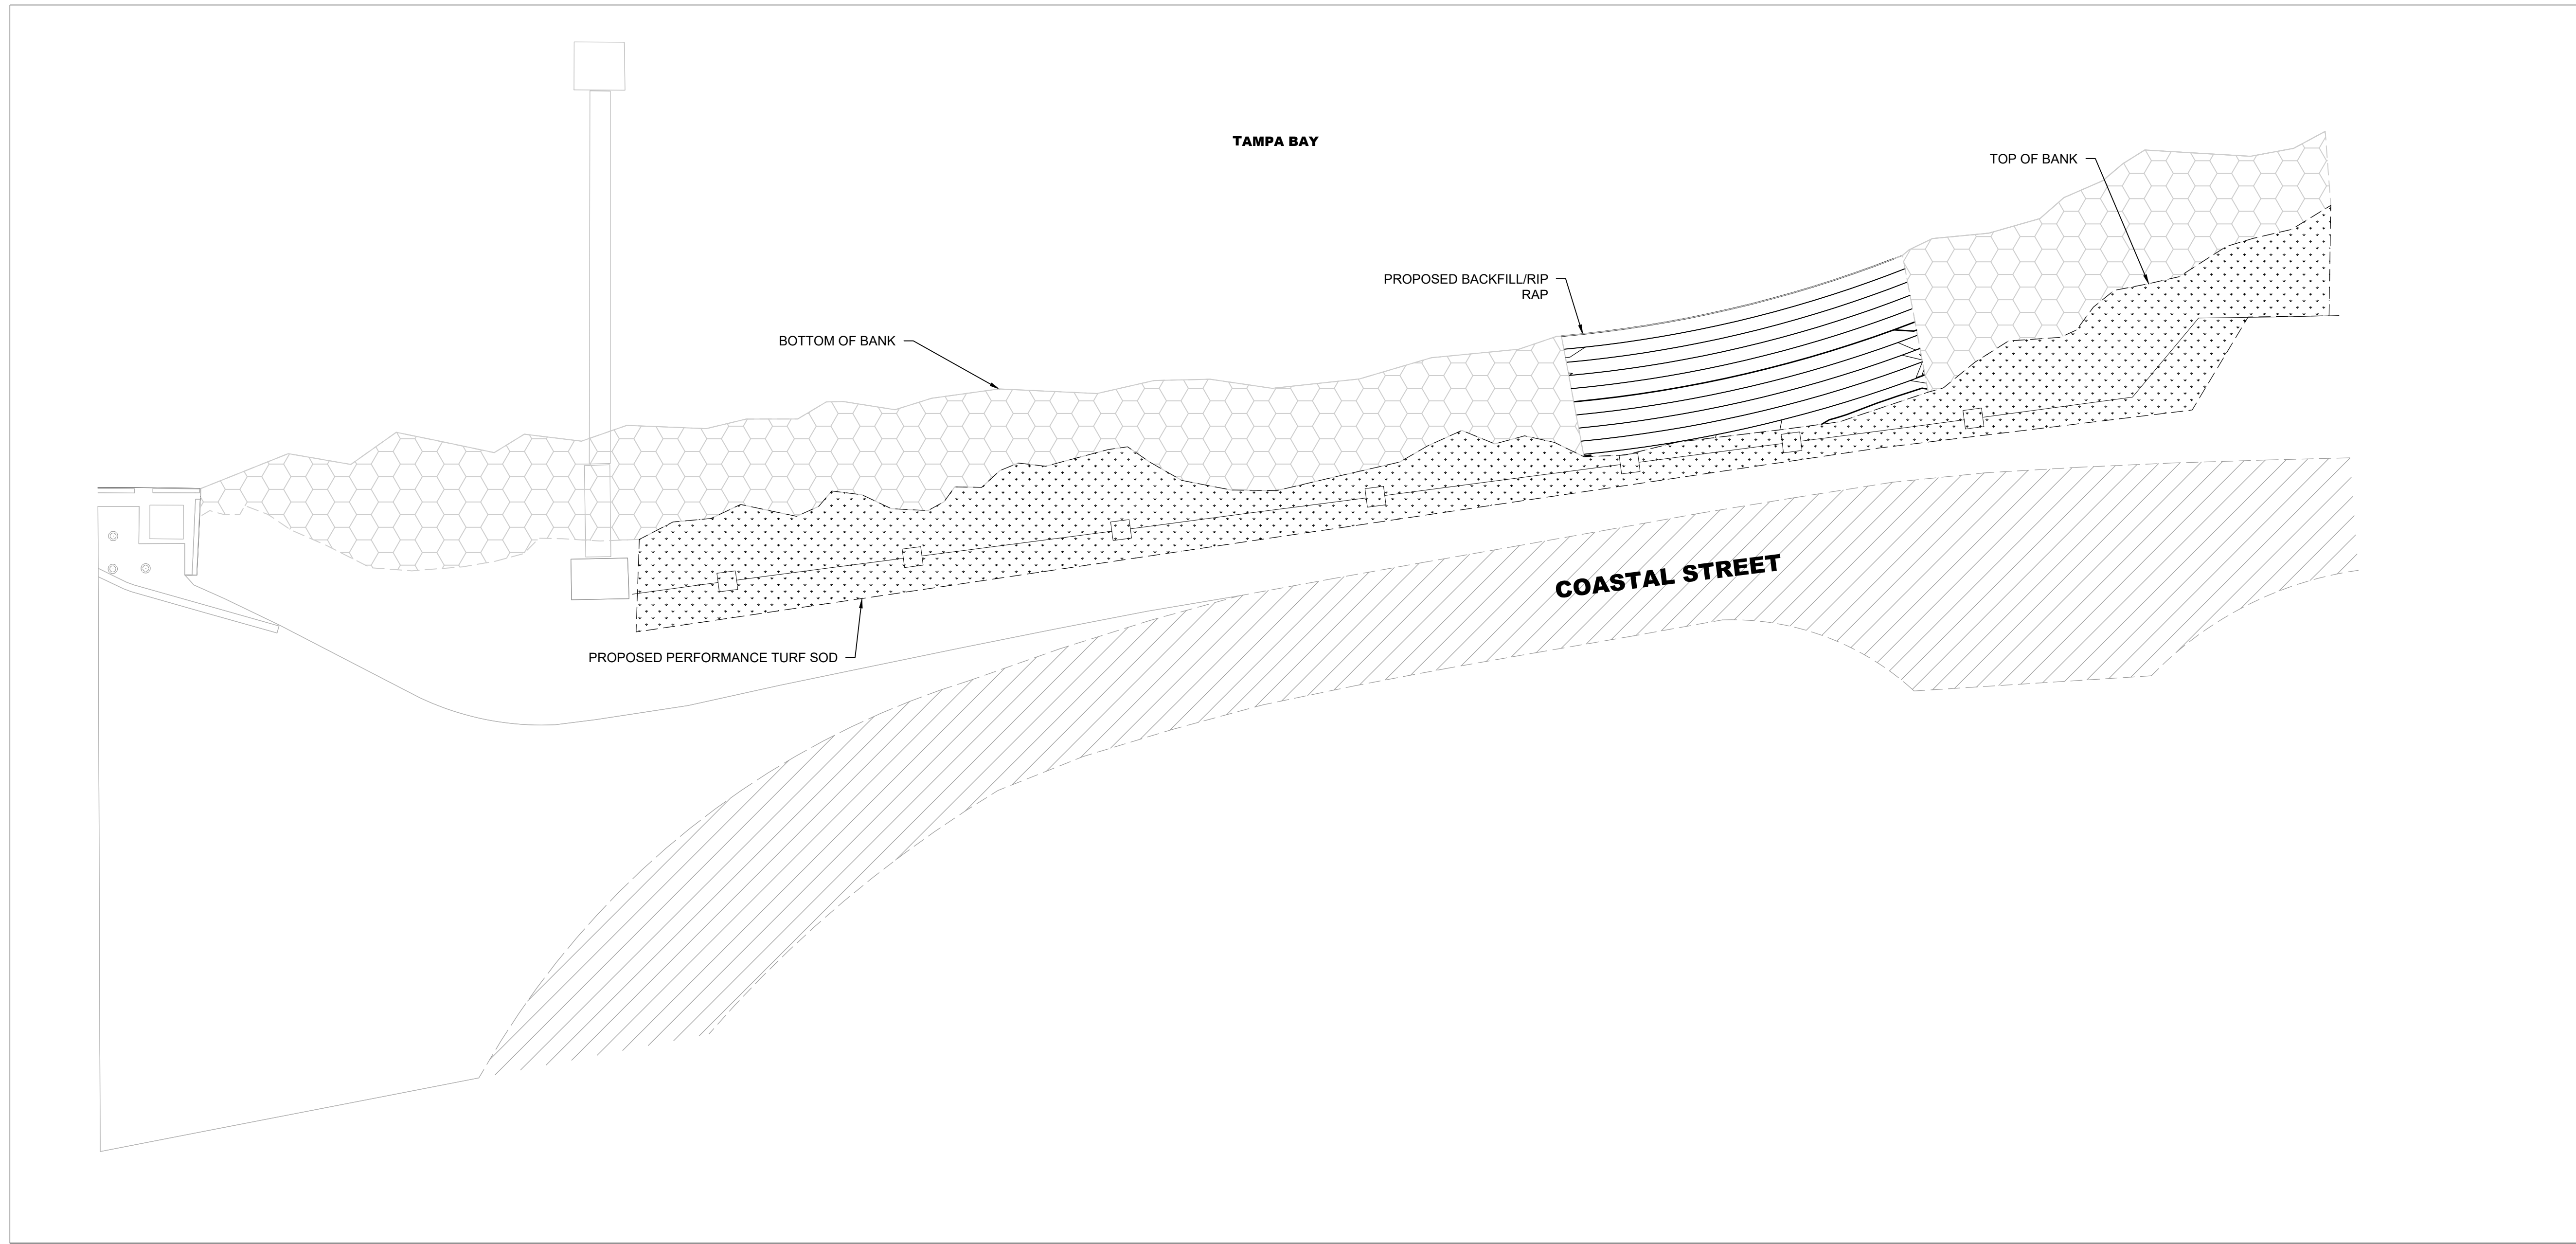 TAMPA BAY
TOP OF BANK
PROPOSED BACKFILL/RIP
RAP
BOTTOM OF BANK
COASTAL STREET
PROPOSED PERFORMANCE TURF SOD